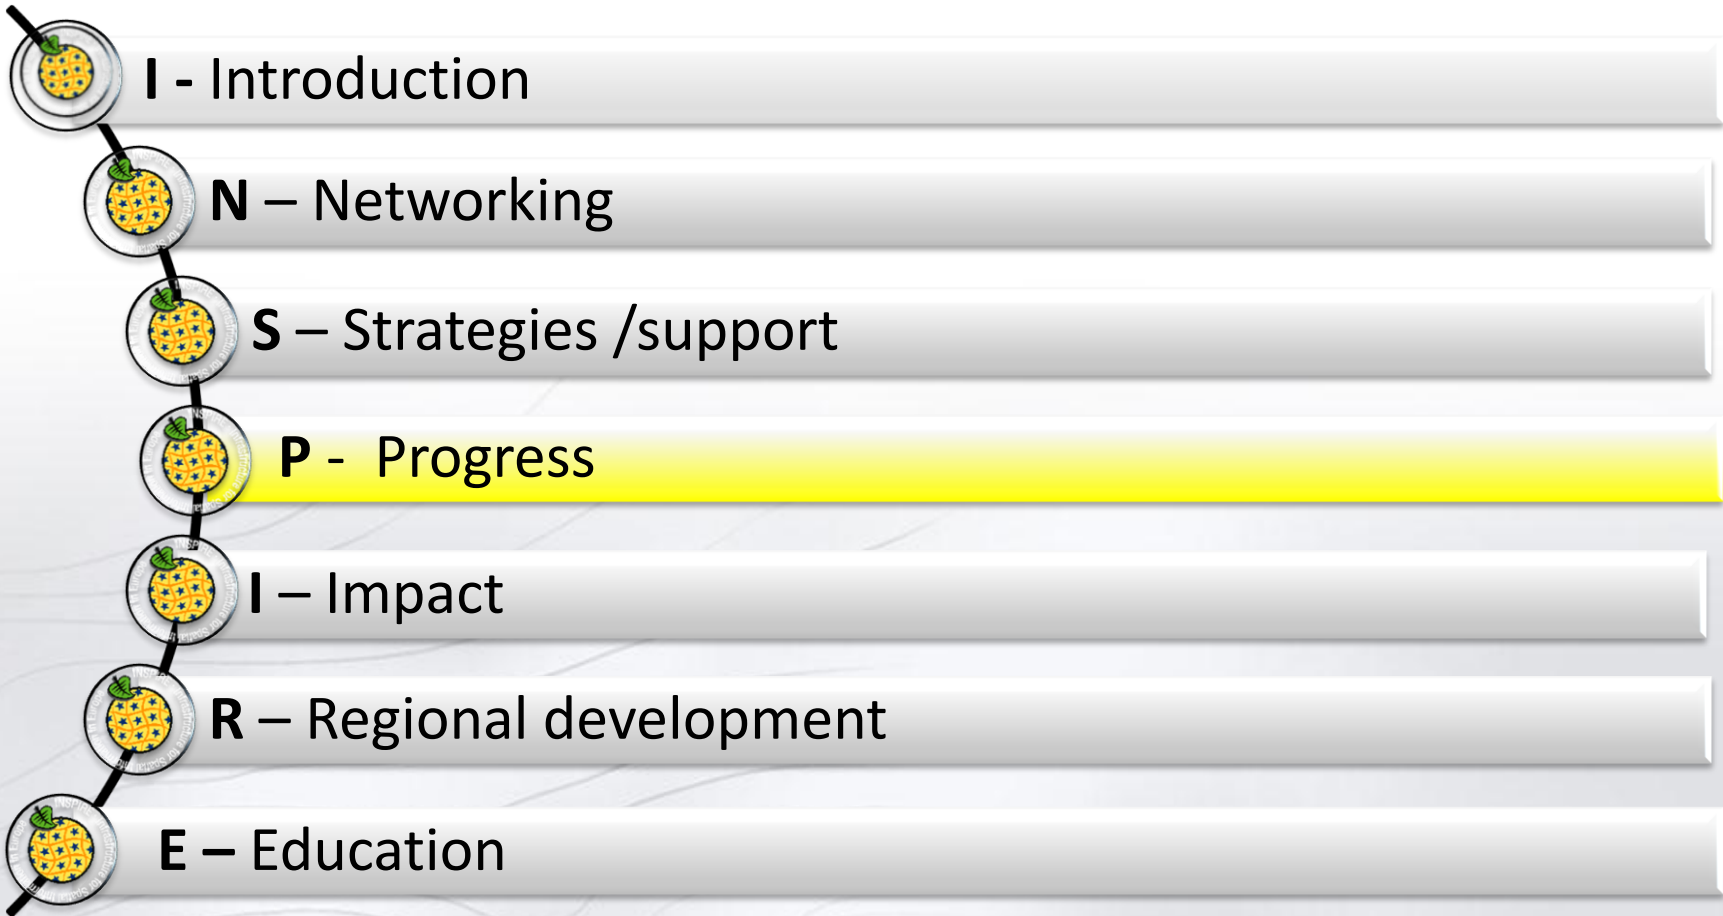 I - Introduction
N – Networking
S – Strategies /support
P - Progress
I – Impact
R – Regional development
E – Education